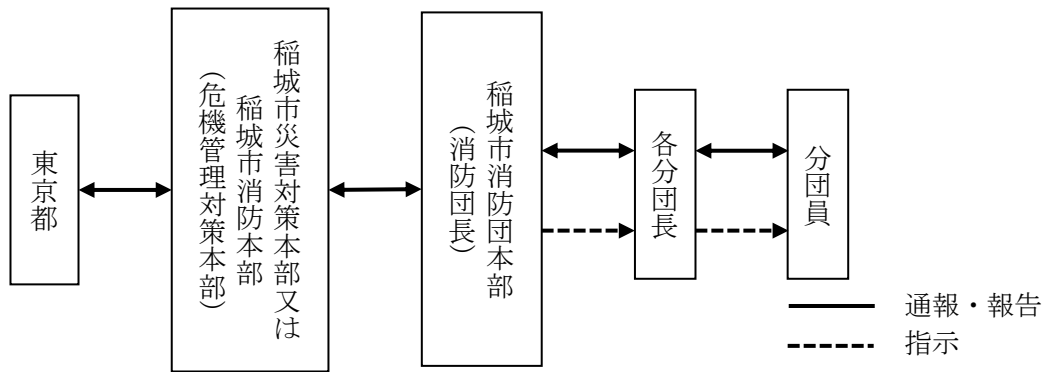 東京都
稲城市災害対策本部又は
稲城市消防本部
（危機管理対策本部）
稲城市消防団本部
（消防団長）
各分団長
分団員
通報・報告
指示